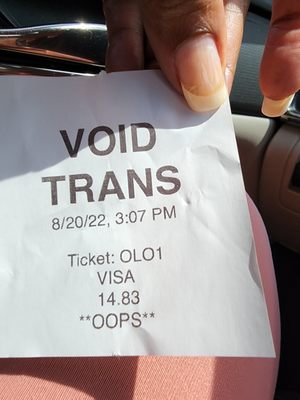 VOID
TRANS
8/20/22, 3:07 PM
Ticket: OLO1
VISA
14.83
**OOPS**